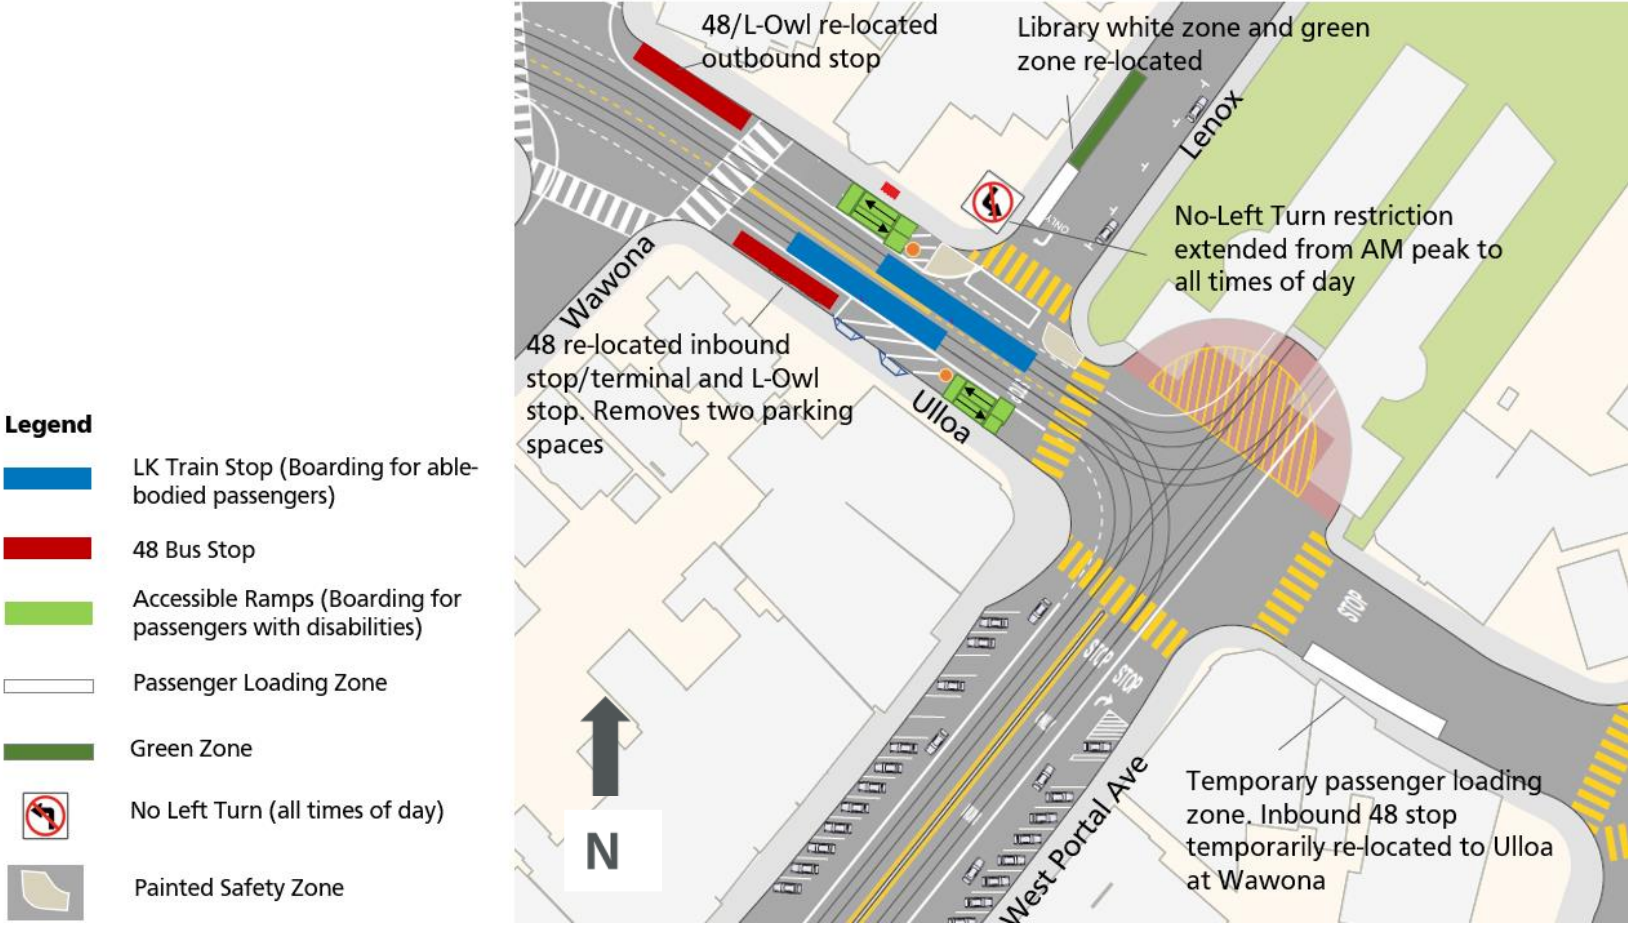 48/L-Owl re-located
outbound stop
Library white zone and green
zone re-located
Lenox
ONLY
No-Left Turn restriction
extended from AM peak to
all times of day
Wawona
48 re-located inbound
stop/terminal and L-Owl
stop. Removes two parking
spaces
Ulloa
Legend
LK Train Stop (Boarding for able-
bodied passengers)
48 Bus Stop
Accessible Ramps (Boarding for
passengers with disabilities)
Passenger Loading Zone
Green Zone
No Left Turn (all times of day)
Painted Safety Zone
N
STOP
STOP
STOP
West Portal Ave
Temporary passenger loading
zone. Inbound 48 stop
temporarily re-located to Ulloa
at Wawona